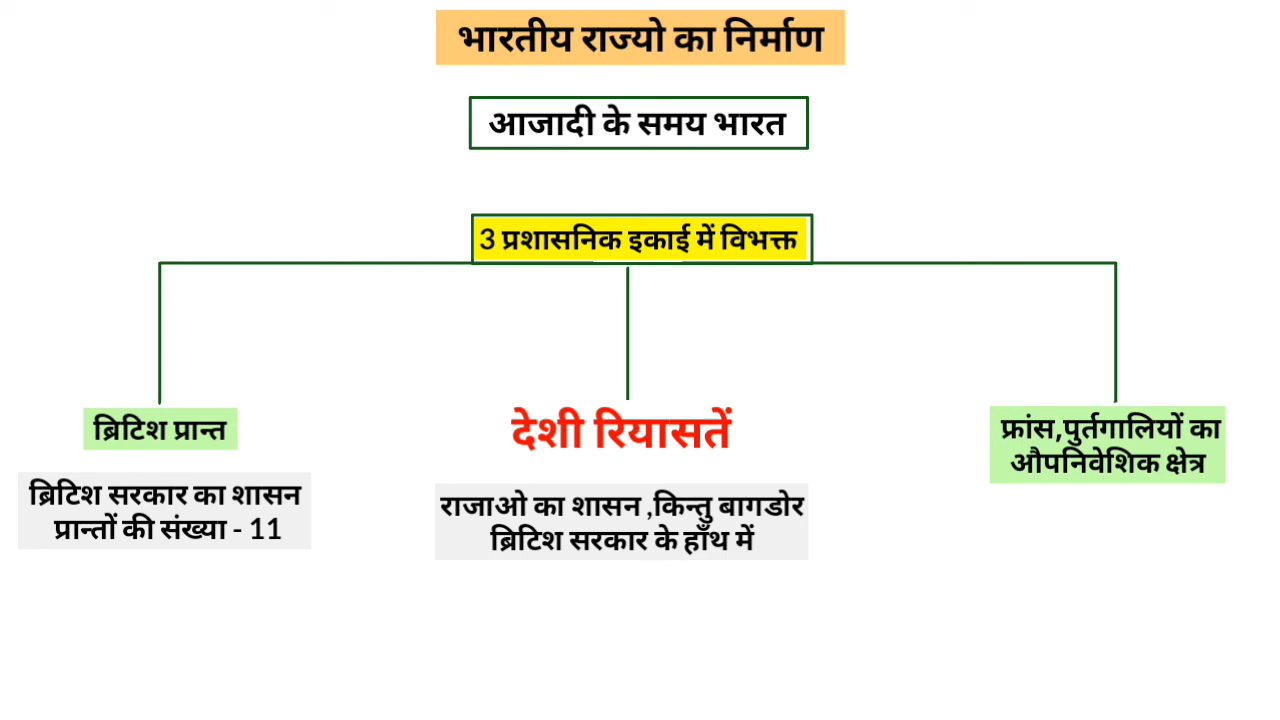 भारतीय राज्यो का निर्माण
आजादी के समय भारत
3 प्रशासनिक इकाई में विभक्त
ब्रिटिश प्रान्त
ब्रिटिश सरकार का शासन
प्रान्तों की संख्या - 11
देशी रियासतें
राजाओ का शासन ,किन्तु बागडोर
ब्रिटिश सरकार के हाँथ में
फ्रांस,पुर्तगालियों का
औपनिवेशिक क्षेत्र